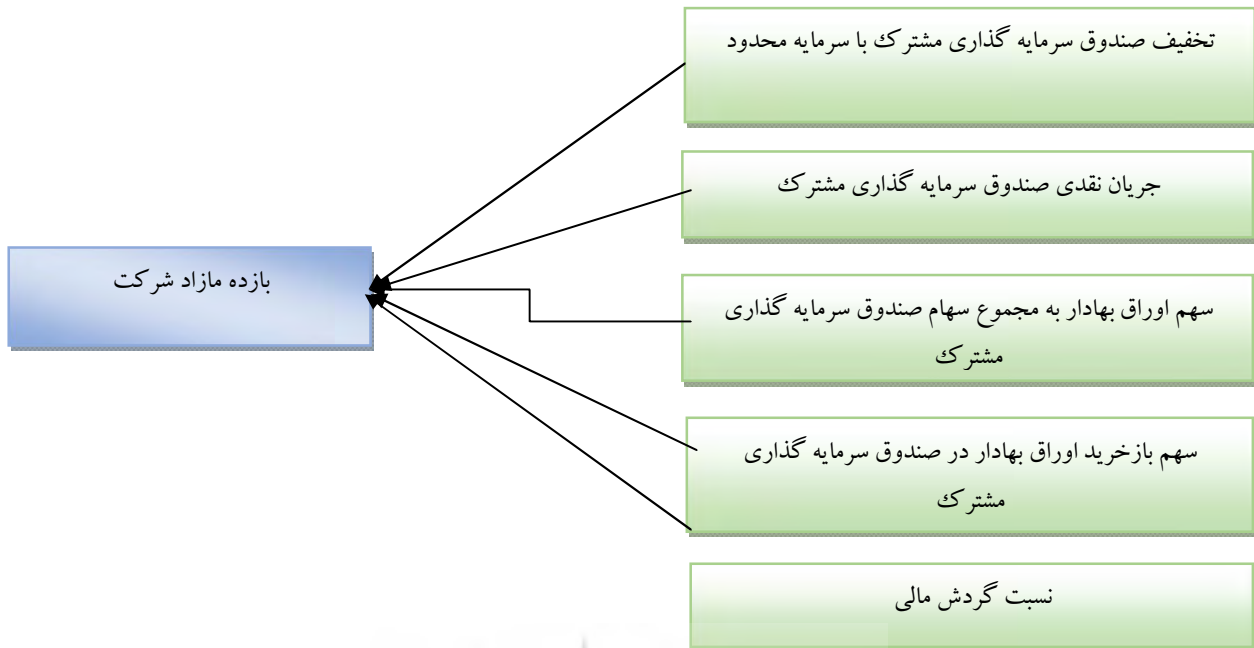 تخفیف صندوق سرمایه گذاری مشترک با سرمایه محدود
جریان نقدی صندوق سرمایه گذاری مشترک
بازده مازاد شرکت
سهم اوراق بهادار به مجموع سهام صندوق سرمایه گذاری
مشترک
سهم بازخرید اوراق بهادار در صندوق سرمایه گذاری
مشترک
نسبت گردش مالی